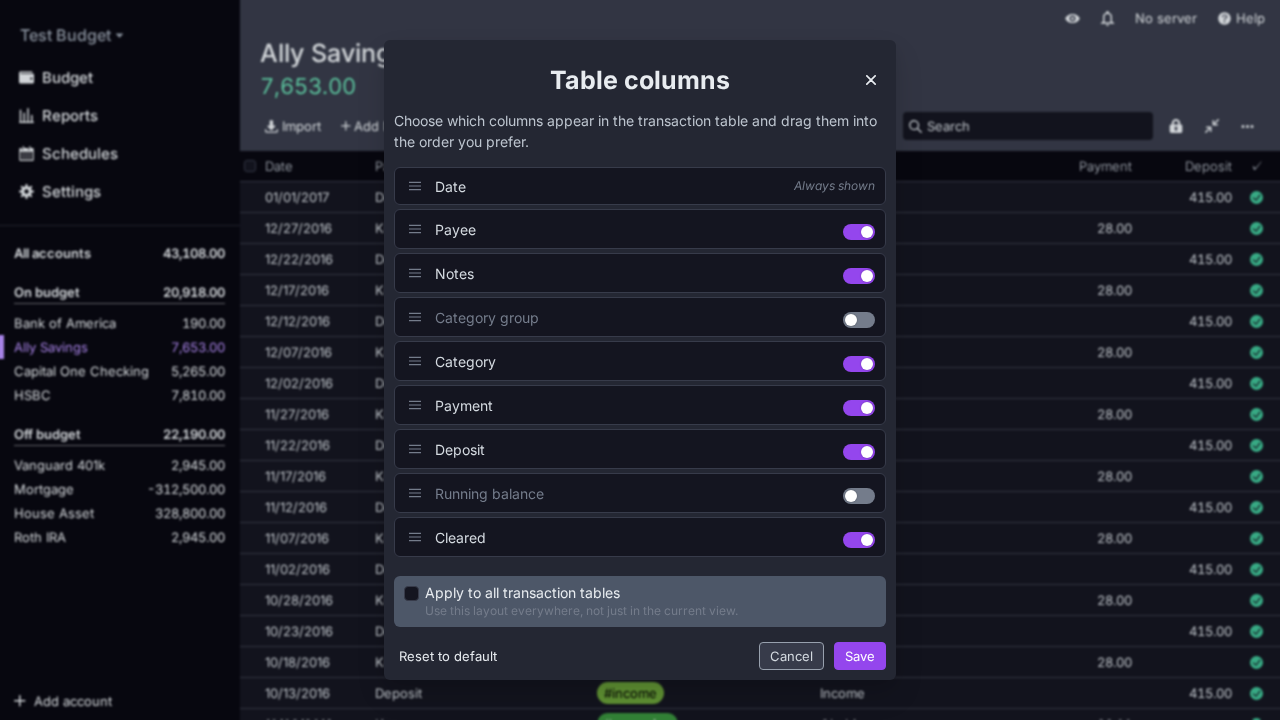 Test Budget
Budget
Reports
Schedules
Settings
All accounts 43,108.00
On budget 20,918.00
Bank of America 190.00
Ally Savings 7,653.00
Capital One Checking 5,265.00
HSBC 7,810.00
Off budget 22,190.00
Vanguard 401k 2,945.00
Mortgage -312,500.00
House Asset 328,800.00
Roth IRA 2,945.00
Add account
No server
Help
Ally Saving
7,653.00
Import
Add
Search
Date
Payment Deposit
01/01/2017 D 415.00
12/27/2016 K 28.00
12/22/2016 D 415.00
12/17/2016 K 28.00
12/12/2016 D 415.00
12/07/2016 K 28.00
12/02/2016 D 415.00
11/27/2016 K 28.00
11/22/2016 D 415.00
11/17/2016 K 28.00
11/12/2016 D 415.00
11/07/2016 K 28.00
11/02/2016 D 415.00
10/28/2016 K 28.00
10/23/2016 D 415.00
10/18/2016 K 28.00
10/13/2016 Deposit #income Income 415.00
Table columns
Choose which columns appear in the transaction table and drag them into
the order you prefer.
Date Always shown
Payee
Notes
Category group
Category
Payment
Deposit
Running balance
Cleared
Apply to all transaction tables
Use this layout everywhere, not just in the current view.
Reset to default
Cancel
Save